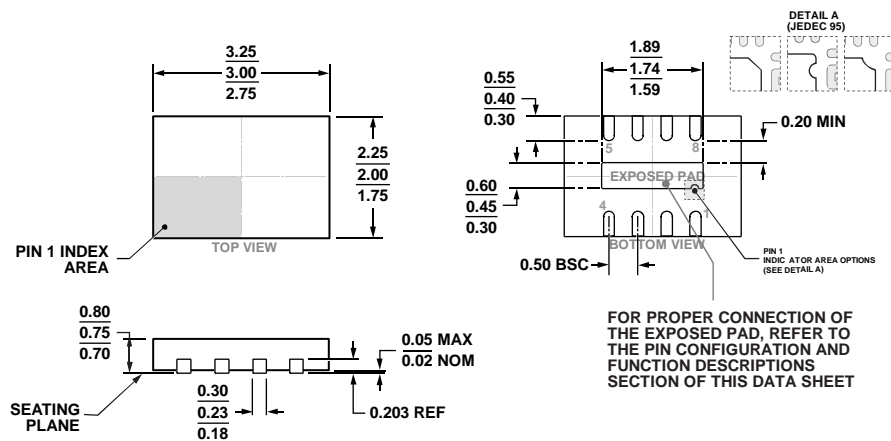 DETAIL A
(JEDEC 95)
3.25
3.00
2.75
1.89
1.74
1.59
0.55
0.40
0.30
0.20 MIN
2.25
2.00
1.75
5
8
EXPOSED PAD
0.60
0.45
0.30
4
1
PIN 1 INDEX
AREA
TOP VIEW
BOTTOM VIEW
0.50 BSC
PIN 1
INDIC ATOR AREA OPTIONS
(SEE DETAIL A)
FOR PROPER CONNECTION OF
THE EXPOSED PAD, REFER TO
THE PIN CONFIGURATION AND
FUNCTION DESCRIPTIONS
SECTION OF THIS DATA SHEET
0.80
0.75
0.70
0.05 MAX
0.02 NOM
SEATING
PLANE
0.30
0.23
0.18
0.203 REF